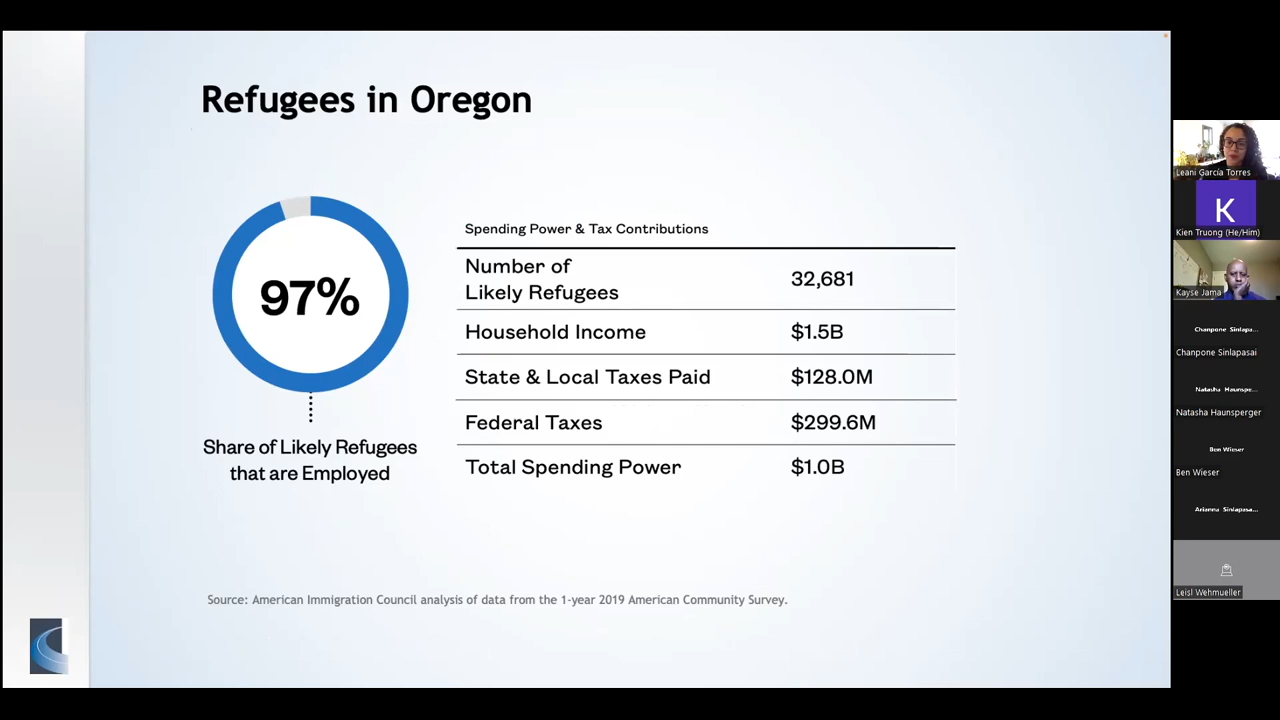 Refugees in Oregon
97%
Share of Likely Refugees
that are Employed
Spending Power & Tax Contributions
Number of
Likely Refugees 32,681
Household Income $1.5B
State & Local Taxes Paid $128.0M
Federal Taxes $299.6M
Total Spending Power $1.0B
Source: American Immigration Council analysis of data from the 1-year 2019 American Community Survey.
Leani García Torres
K
Kien Truong (He/Him)
Kayse Jama
Chanpone Sinlapa...
Chanpone Sinlapasai
Natasha Haunspe...
Natasha Haunsperger
Ben Wieser
Ben Wieser
Arianna Sinlapasa...
Leisl Wehmueller